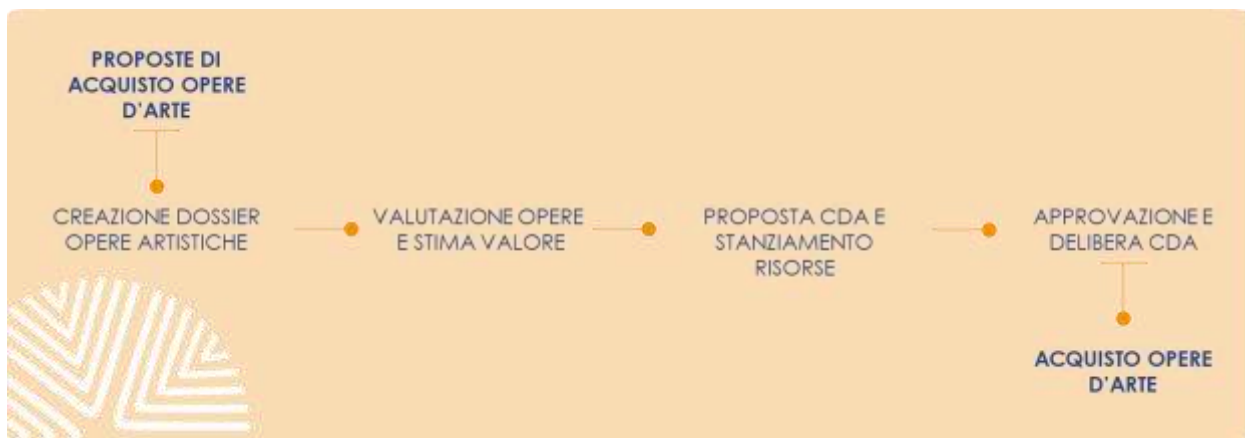 PROPOSTE DI
ACQUISTO OPERE
D'ARTE
CREAZIONE DOSSIER
OPERE ARTISTICHE
VALUTAZIONE OPERE
E STIMA VALORE
PROPOSTA CDA E
STANZIAMENTO
RISORSE
APPROVAZIONE E
DELIBERA CDA
ACQUISTO OPERE
D'ARTE